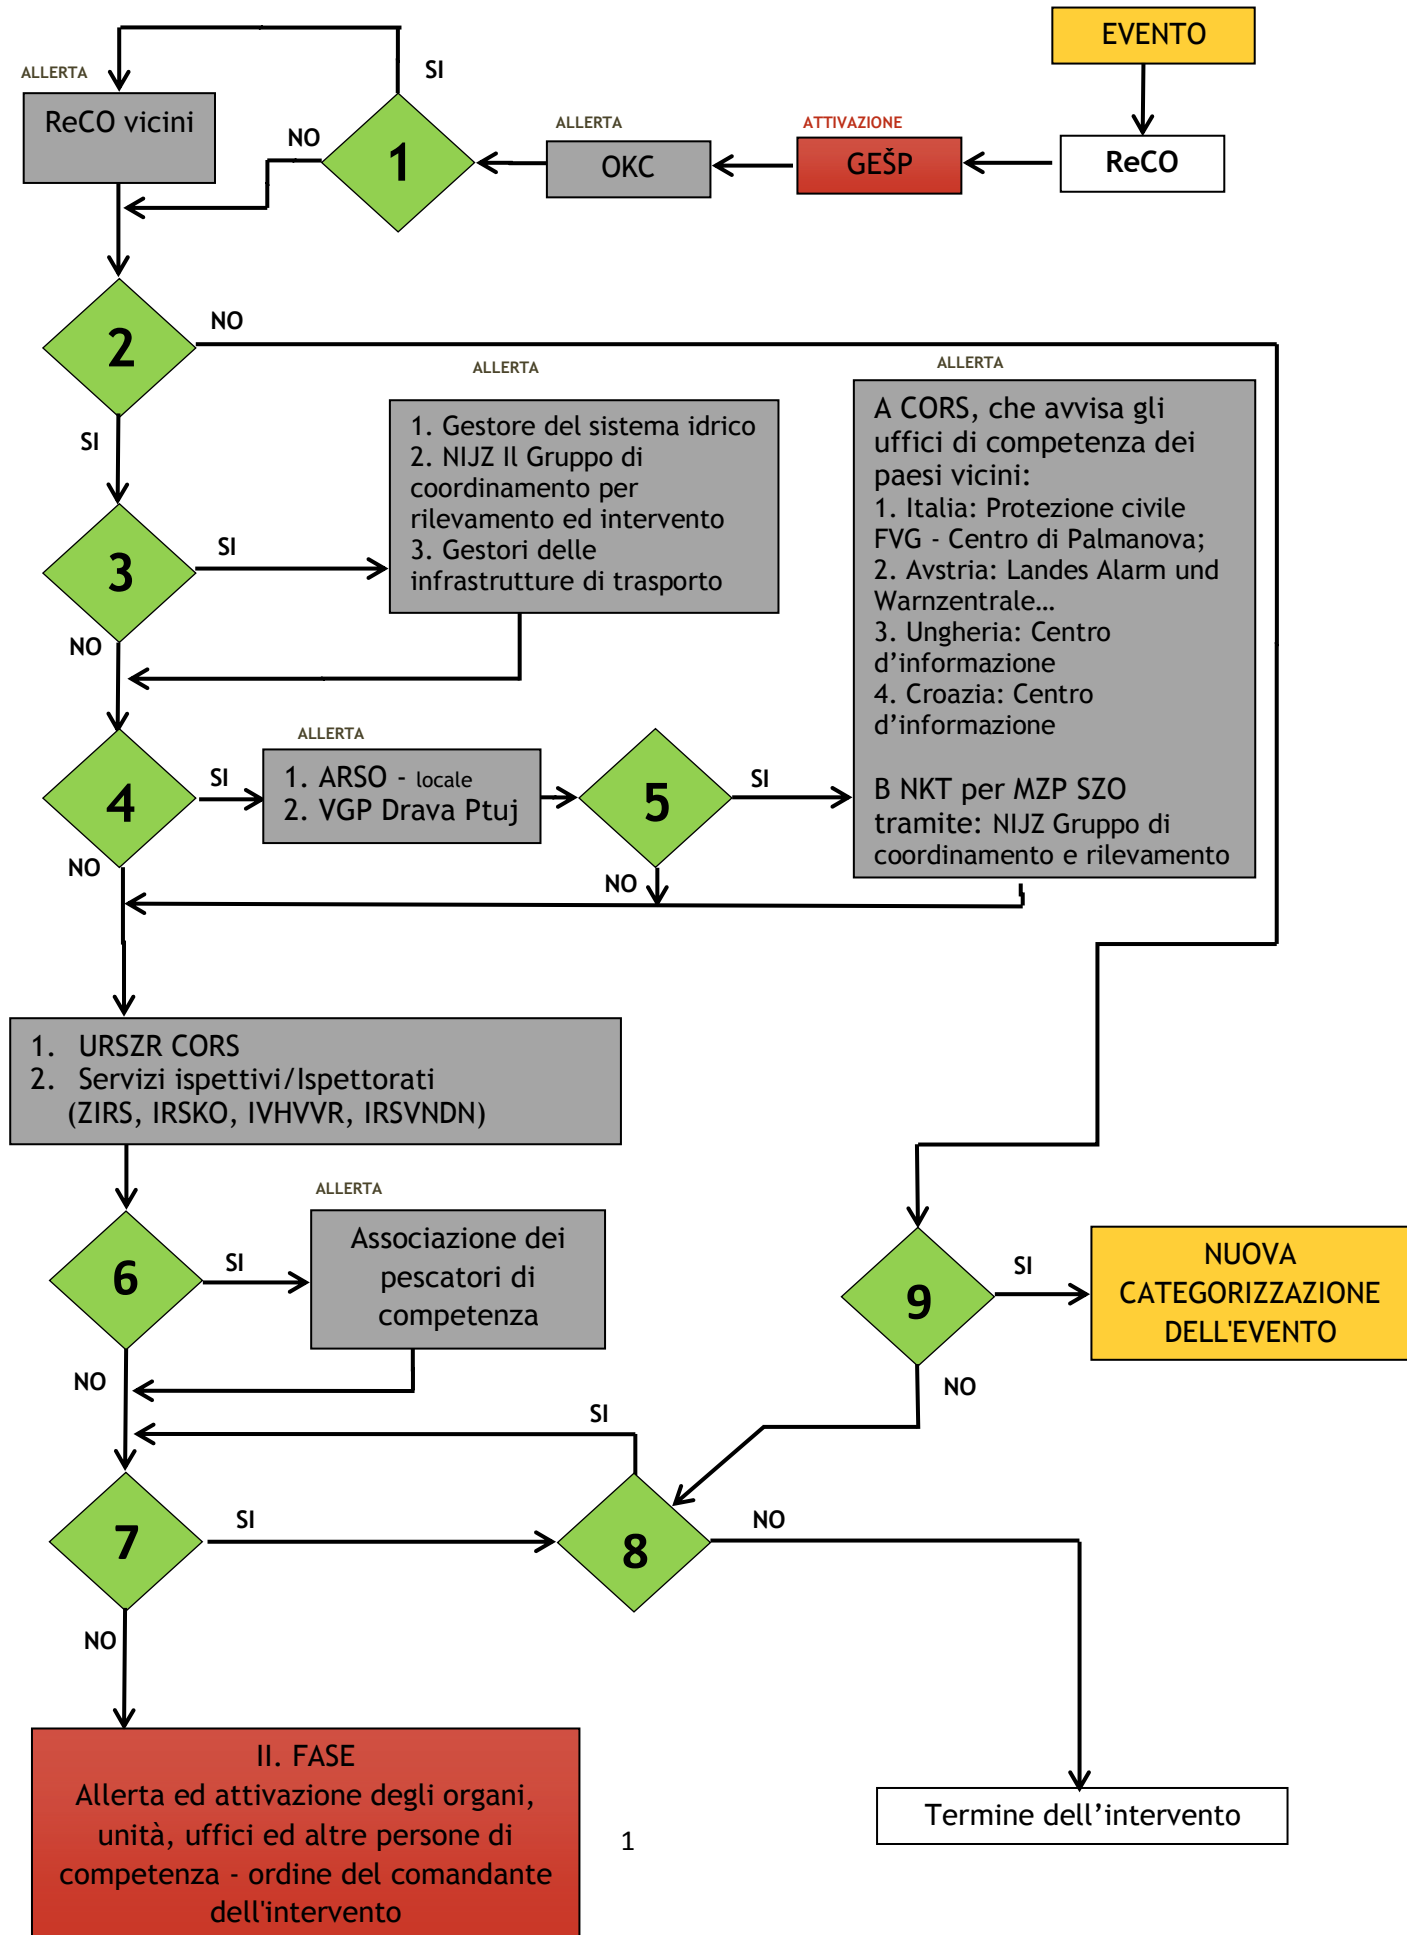 EVENTO
SI
ALLERTA
ReCO vicini
NO
1
ALLERTA
OKC
ATTIVAZIONE
GEŠP
ReCO
2
NO
SI
ALLERTA
1. Gestore del sistema idrico
2. NIJZ Il Gruppo di
coordinamento per
rilevamento ed intervento
3. Gestori delle
infrastrutture di trasporto
ALLERTA
A CORS, che avvisa gli
uffici di competenza dei
paesi vicini:
1. Italia: Protezione civile
FVG - Centro di Palmanova;
2. Avstria: Landes Alarm und
Warnzentrale…
3. Ungheria: Centro
d’informazione
4. Croazia: Centro
d’informazione
B NKT per MZP SZO
tramite: NIJZ Gruppo di
coordinamento e rilevamento
3
SI
NO
4
SI
NO
ALLERTA
1. ARSO - locale
2. VGP Drava Ptuj
5
SI
NO
1. URSZR CORS
2. Servizi ispettivi/Ispettorati
(ZIRS, IRSKO, IVHVVR, IRSVNDN)
6
SI
NO
ALLERTA
Associazione dei
pescatori di
competenza
9
SI
NO
NUOVA
CATEGORIZZAZIONE
DELL'EVENTO
SI
7
SI
NO
8
NO
II. FASE
Allerta ed attivazione degli organi,
unità, uffici ed altre persone di
competenza - ordine del comandante
dell'intervento
1
Termine dell’intervento